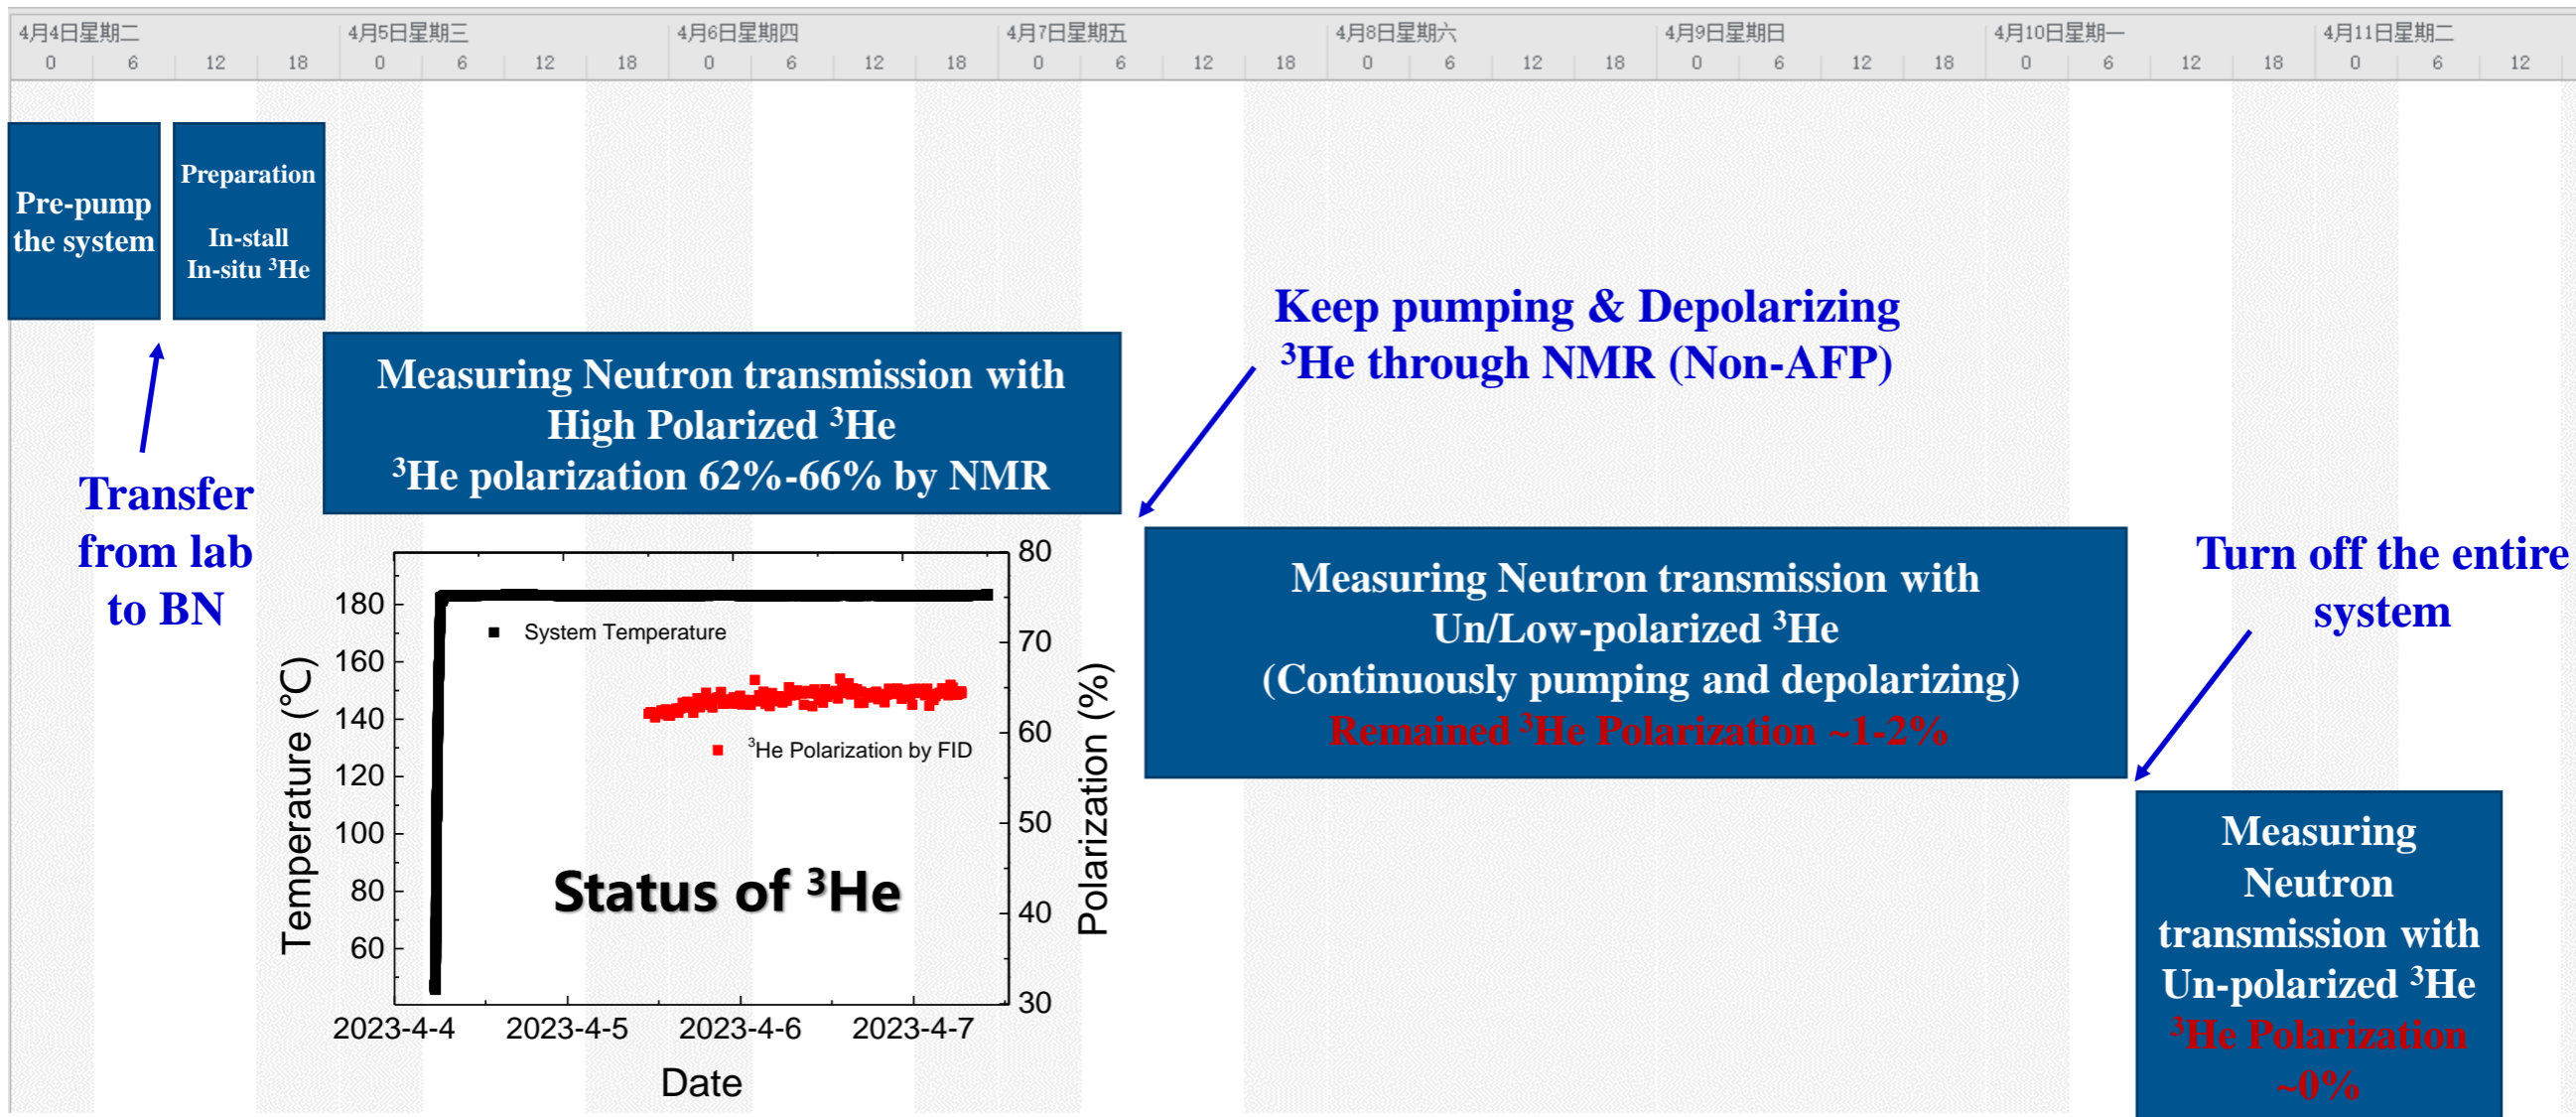 4月4日星期二 4月5日星期三 4月6日星期四 4月7日星期五 4月8日星期六 4月9日星期日 4月10日星期一 4月11日星期二
0 6 12 18 0 6 12 18 0 6 12 18 0 6 12 18 0 6 12 18 0 6 12 18 0 6 12 18 0 6 12
Pre-pump
the system
Preparation
In-stall
In-situ ³He
Transfer
from lab
to BN
Measuring Neutron transmission with
High Polarized ³He
³He polarization 62%-66% by NMR
Keep pumping & Depolarizing
³He through NMR (Non-AFP)
Measuring Neutron transmission with
Un/Low-polarized ³He
(Continuously pumping and depolarizing)
Remained ³He Polarization ~1-2%
Turn off the entire
system
Measuring
Neutron
transmission with
Un-polarized ³He
³He Polarization
~0%
Temperature (℃)
180
160
140
120
100
80
60
System Temperature
³He Polarization by FID
Status of ³He
80
70
60
50
40
30
Polarization (%)
2023-4-4 2023-4-5 2023-4-6 2023-4-7
Date